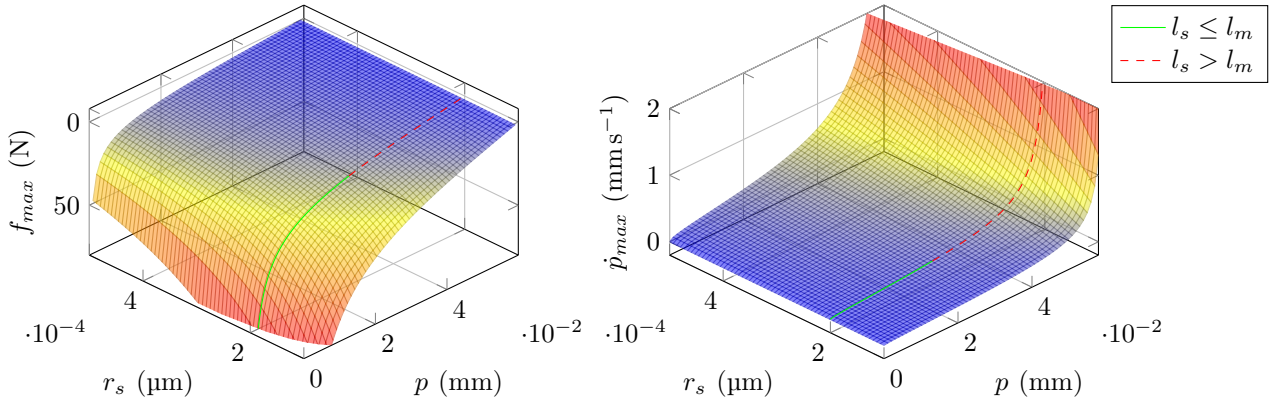 0
50
f_max (N)
4
2
·10⁻⁴
r_s (µm)
0
2
4
·10⁻²
p (mm)
2
1
0
ṗ_max (mm s⁻¹)
4
2
·10⁻⁴
r_s (µm)
0
2
4
·10⁻²
p (mm)
l_s ≤ l_m
l_s > l_m